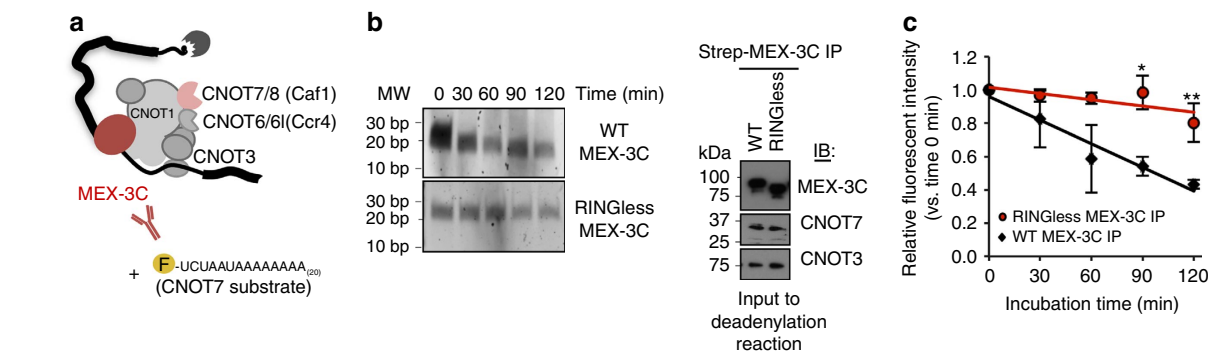 a
CNOT1
CNOT7/8 (Caf1)
CNOT6/6l(Ccr4)
CNOT3
MEX-3C
+ F -UCUAAUAAAAAAAA(20)
(CNOT7 substrate)
b
MW 0 30 60 90 120 Time (min)
30 bp
20 bp
10 bp
WT
MEX-3C
30 bp
20 bp
10 bp
RINGless
MEX-3C
Strep-MEX-3C IP
WT
RINGless
kDa
IB:
100
75
MEX-3C
37
25
CNOT7
75
CNOT3
Input to
deadenylation
reaction
c
Relative fluorescent intensity
(vs. time 0 min)
1.2
1.0
0.8
0.6
0.4
0.2
0.0
*
**
RINGless MEX-3C IP
WT MEX-3C IP
0 30 60 90 120
Incubation time (min)